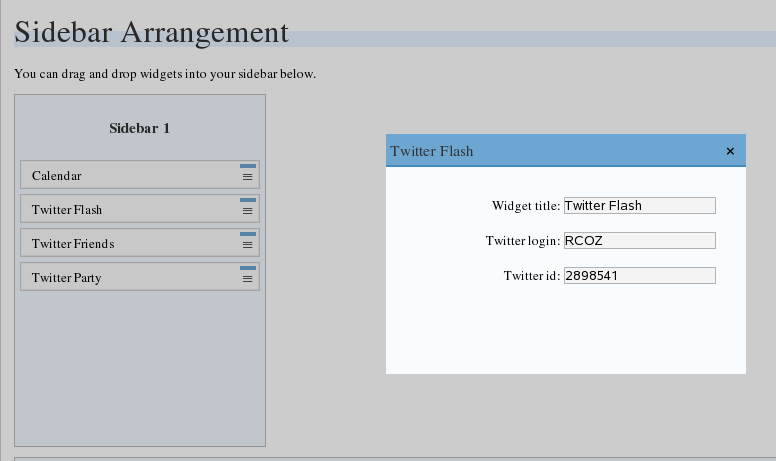 Sidebar Arrangement
You can drag and drop widgets into your sidebar below.
Sidebar 1
Calendar
Twitter Flash
Twitter Friends
Twitter Party
Twitter Flash ×
Widget title: Twitter Flash
Twitter login: RCOZ
Twitter id: 2898541